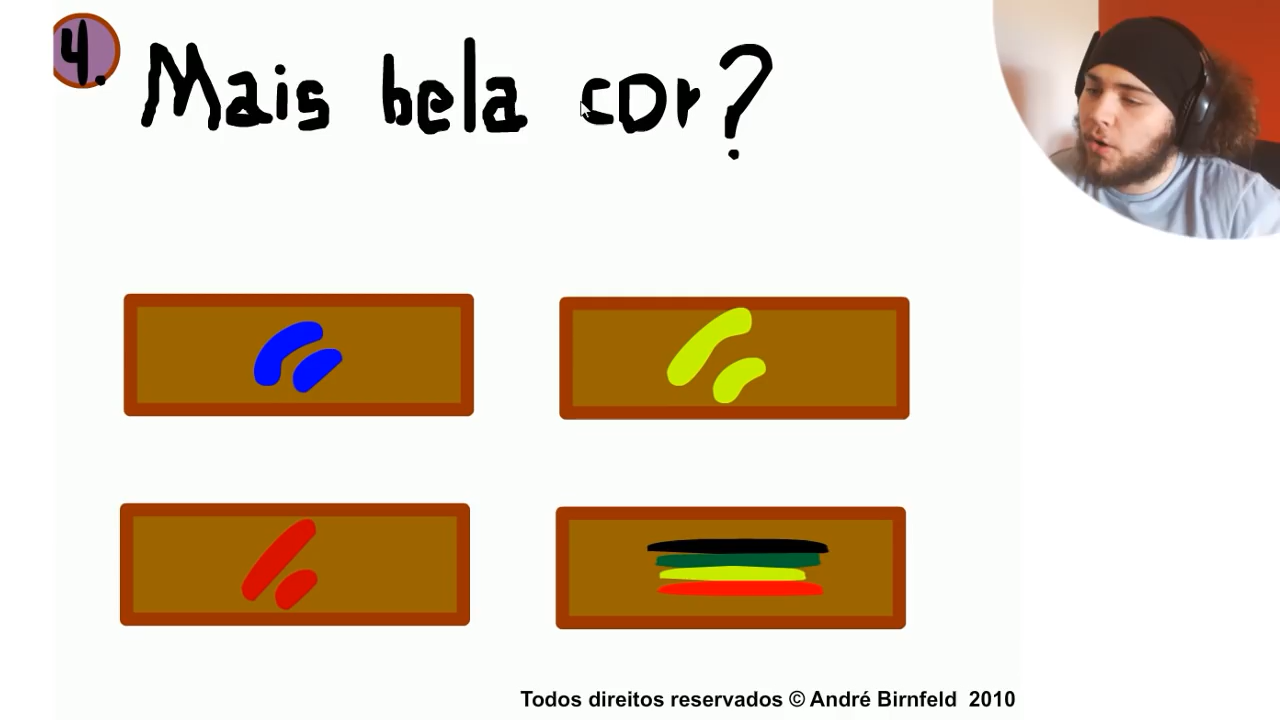 4. Mais bela cor?
Todos direitos reservados © André Birnfeld 2010